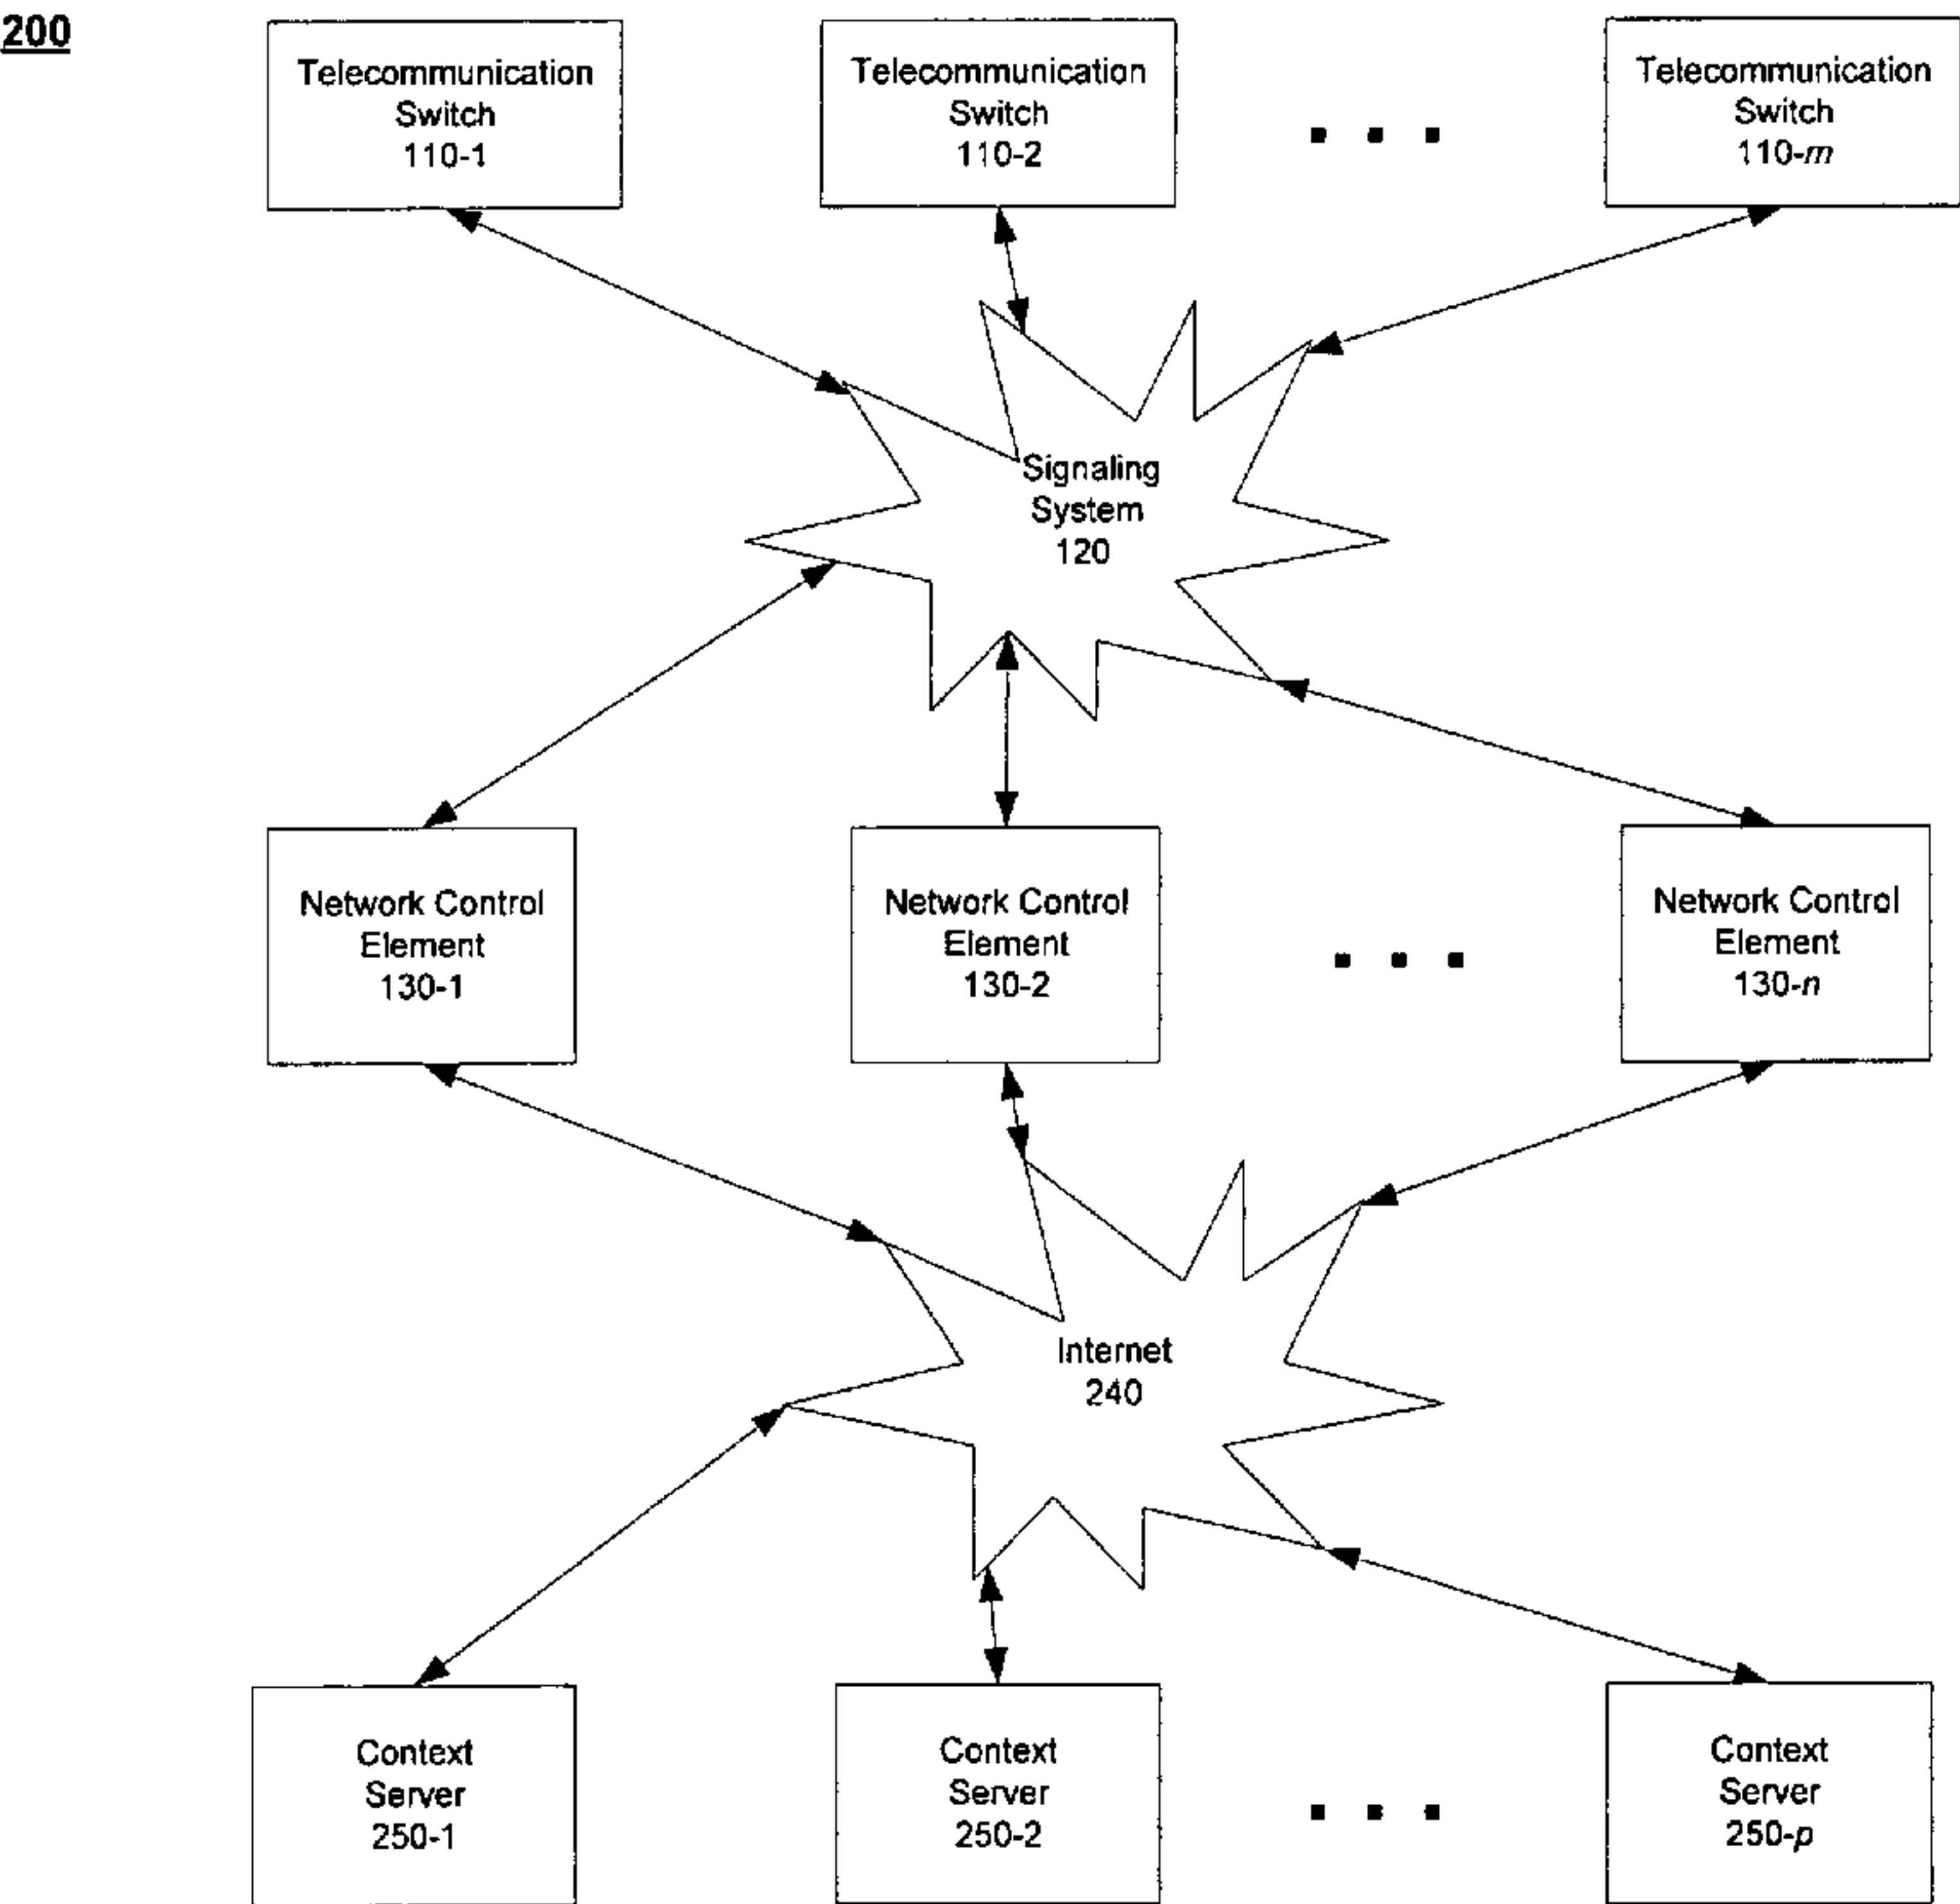 200
Telecommunication
Switch
110-1
Telecommunication
Switch
110-2
Telecommunication
Switch
110-m
Signaling
System
120
Network Control
Element
130-1
Network Control
Element
130-2
Network Control
Element
130-n
Internet
240
Context
Server
250-1
Context
Server
250-2
Context
Server
250-p